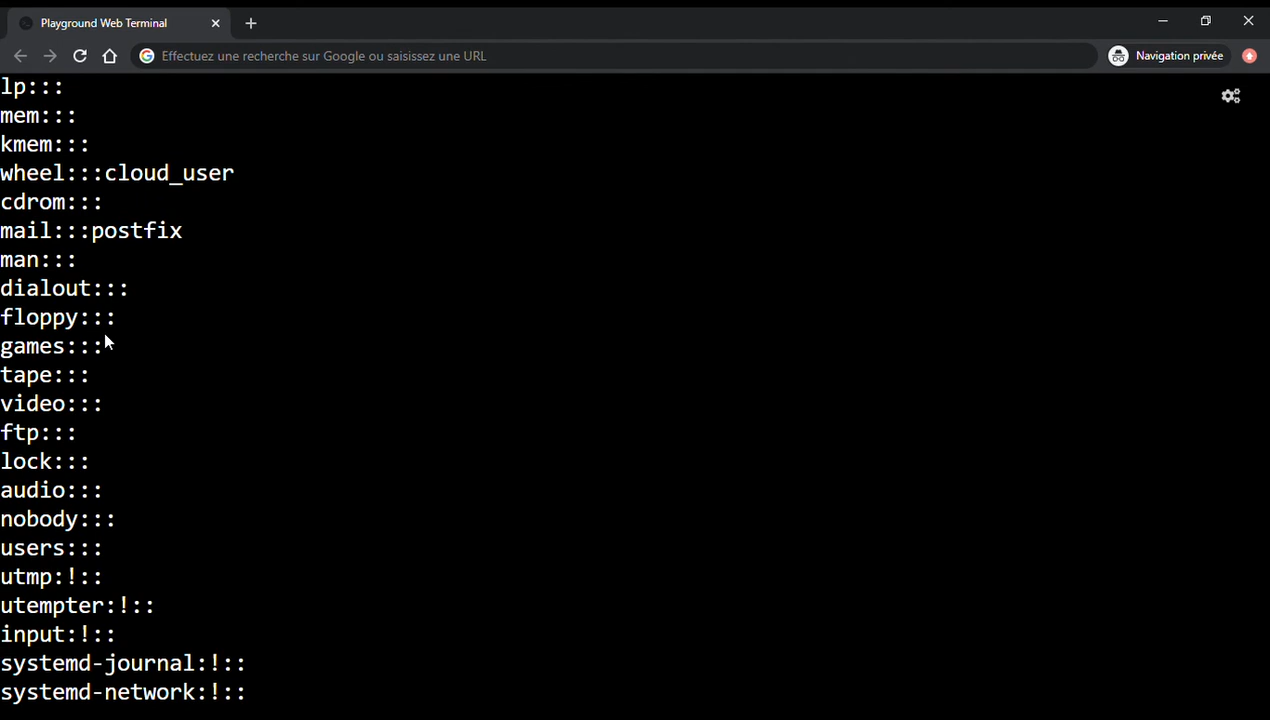 Playground Web Terminal
Effectuez une recherche sur Google ou saisissez une URL
Navigation privée
lp:::
mem:::
kmem:::
wheel:::cloud_user
cdrom:::
mail:::postfix
man:::
dialout:::
floppy:::
games:::
tape:::
video:::
ftp:::
lock:::
audio:::
nobody:::
users:::
utmp:!::
utempter:!::
input:!::
systemd-journal:!::
systemd-network:!::